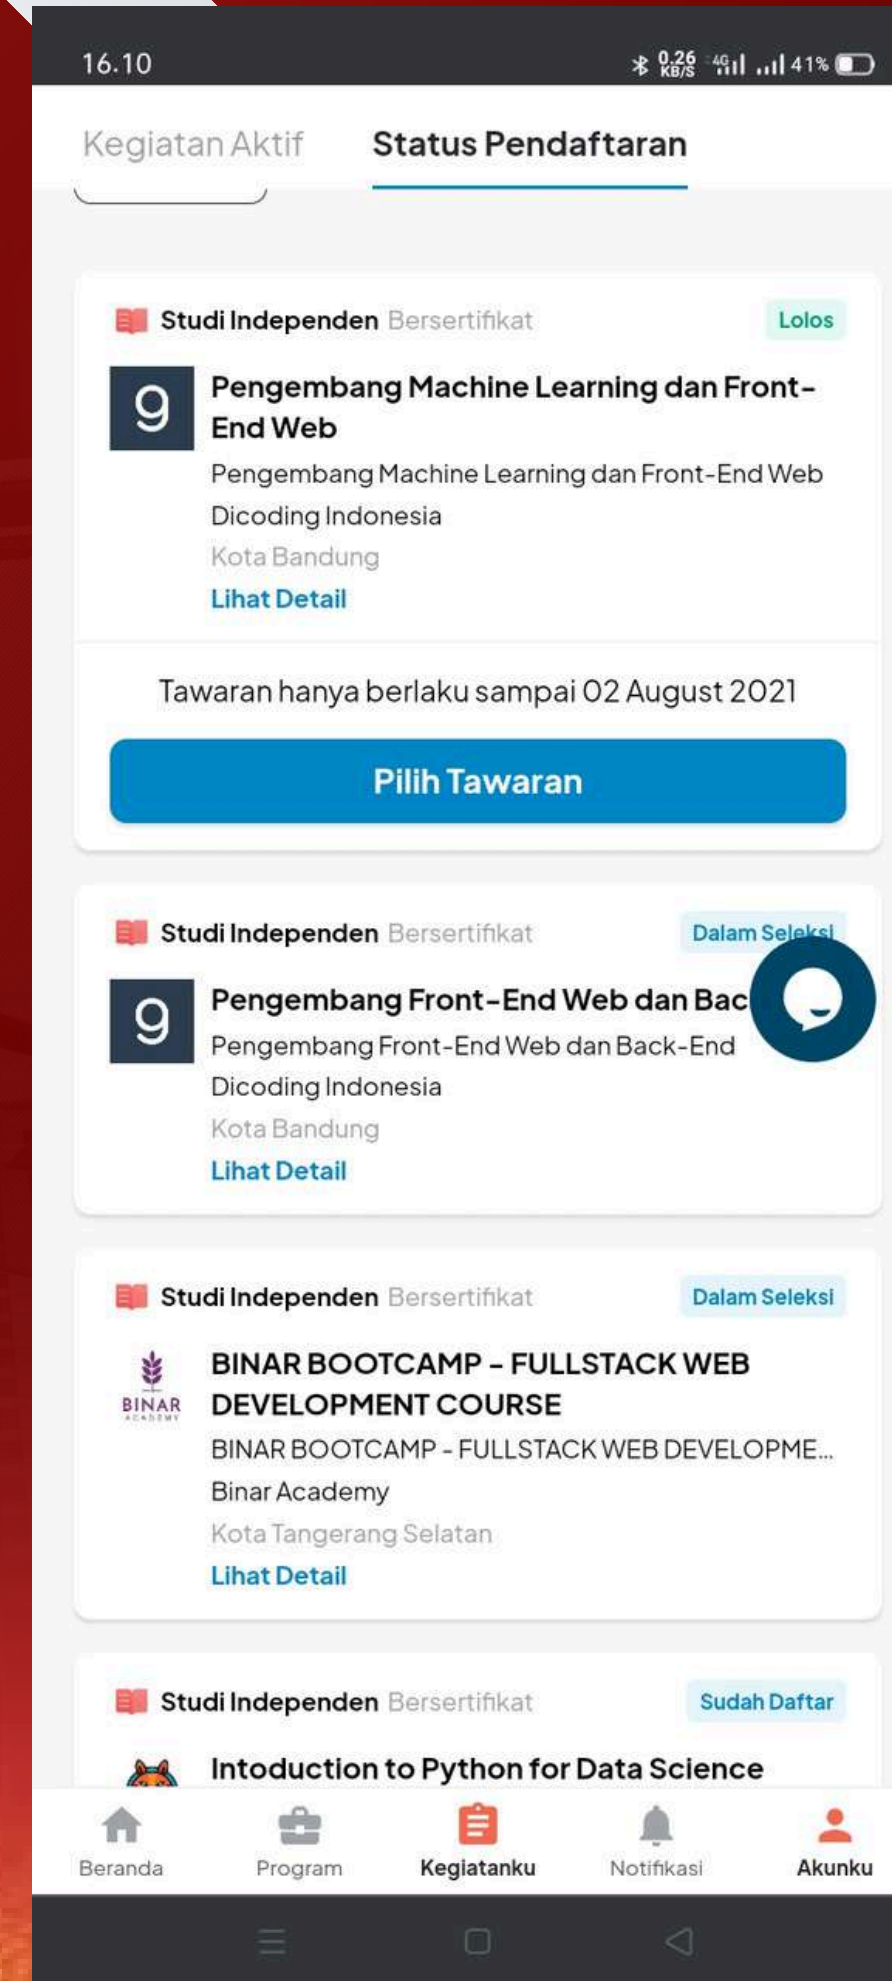 16.10
0.26 KB/S 4G 41%
Kegiatan Aktif Status Pendaftaran
Studi Independen Bersertifikat Lolos
9
Pengembang Machine Learning dan Front-
End Web
Pengembang Machine Learning dan Front-End Web
Dicoding Indonesia
Kota Bandung
Lihat Detail
Tawaran hanya berlaku sampai 02 August 2021
Pilih Tawaran
Studi Independen Bersertifikat Dalam Seleksi
9
Pengembang Front-End Web dan Bac
Pengembang Front-End Web dan Back-End
Dicoding Indonesia
Kota Bandung
Lihat Detail
Studi Independen Bersertifikat Dalam Seleksi
BINAR
ACADEMY
BINAR BOOTCAMP - FULLSTACK WEB
DEVELOPMENT COURSE
BINAR BOOTCAMP - FULLSTACK WEB DEVELOPME...
Binar Academy
Kota Tangerang Selatan
Lihat Detail
Studi Independen Bersertifikat Sudah Daftar
Intoduction to Python for Data Science
Beranda Program Kegiatanku Notifikasi Akunku